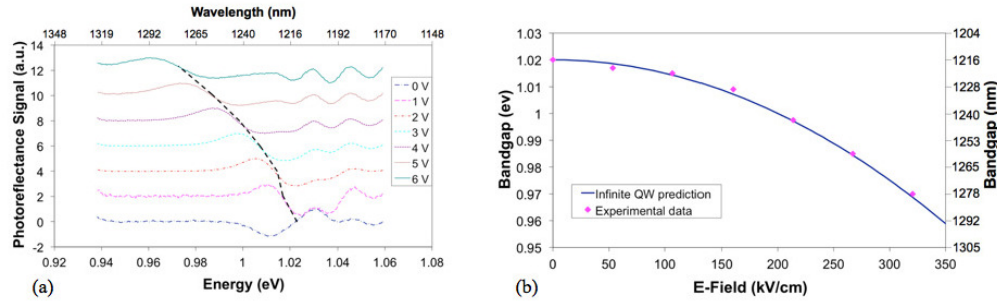 Wavelength (nm)
1348 1319 1292 1265 1240 1216 1192 1170 1148
Photoreflectance Signal (a.u.)
14
12
10
8
6
4
2
0
-2
0 V
1 V
2 V
3 V
4 V
5 V
6 V
0.92 0.94 0.96 0.98 1.00 1.02 1.04 1.06 1.08
Energy (eV)
(a)
Bandgap (ev)
1.03
1.02
1.01
1
0.99
0.98
0.97
0.96
0.95
Infinite QW prediction
Experimental data
0 50 100 150 200 250 300 350
E-Field (kV/cm)
1204
1216
1228
1240
1253
1265
1278
1292
1305
Bandgap (nm)
(b)